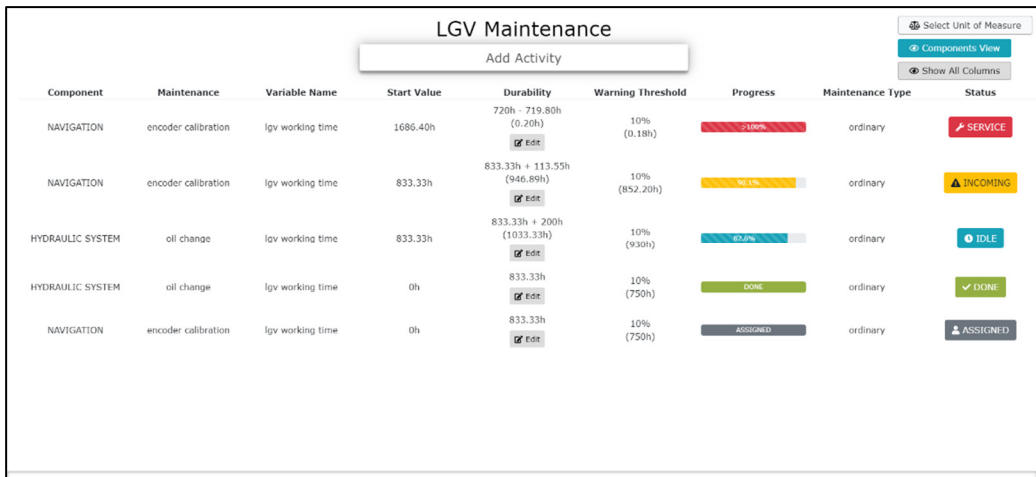 LGV Maintenance
Select Unit of Measure
Add Activity
Components View
Show All Columns
Component Maintenance Variable Name Start Value Durability Warning Threshold Progress Maintenance Type Status
NAVIGATION encoder calibration lgv working time 1686.40h 720h - 719.80h 10% >100% ordinary SERVICE
(0.20h) (0.18h)
Edit
NAVIGATION encoder calibration lgv working time 833.33h 833.33h + 113.55h 10% 90.1% ordinary INCOMING
(946.89h) (852.20h)
Edit
HYDRAULIC SYSTEM oil change lgv working time 833.33h 833.33h + 200h 10% 82.6% ordinary IDLE
(1033.33h) (930h)
Edit
HYDRAULIC SYSTEM oil change lgv working time 0h 833.33h 10% DONE ordinary DONE
Edit (750h)
NAVIGATION encoder calibration lgv working time 0h 833.33h 10% ASSIGNED ordinary ASSIGNED
Edit (750h)